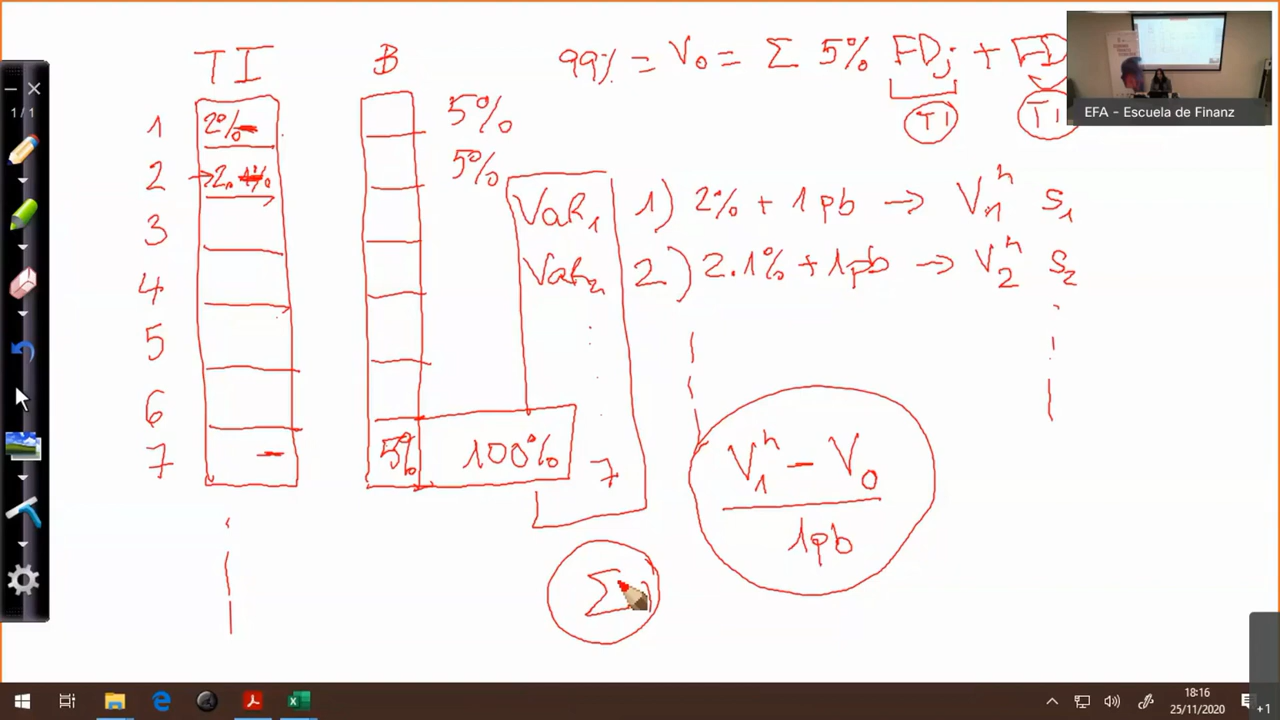 TI B 99% = V0 = Σ 5% FDj + FD
TI TI
1 2% 5%
2 → 2.1% 5%
VaR1 1) 2% + 1pb → V1^h S1
3
VaR2 2) 2.1% + 1pb → V2^h S2
4
5
6
7 5% 100% 7
V1^h - V0
1pb
Σ
EFA - Escuela de Finanz
1 / 1
18:16
25/11/2020
+1